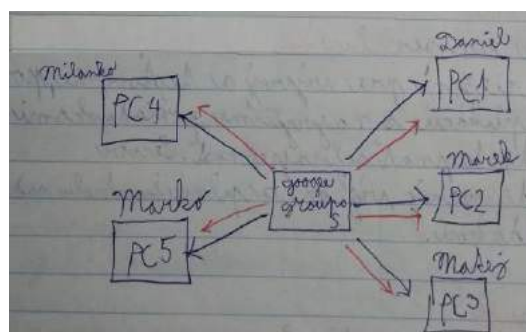 Daniel
PC1
Milanko
PC4
google
groups
Marek
PC2
Marko
PC5
Matej
PC3